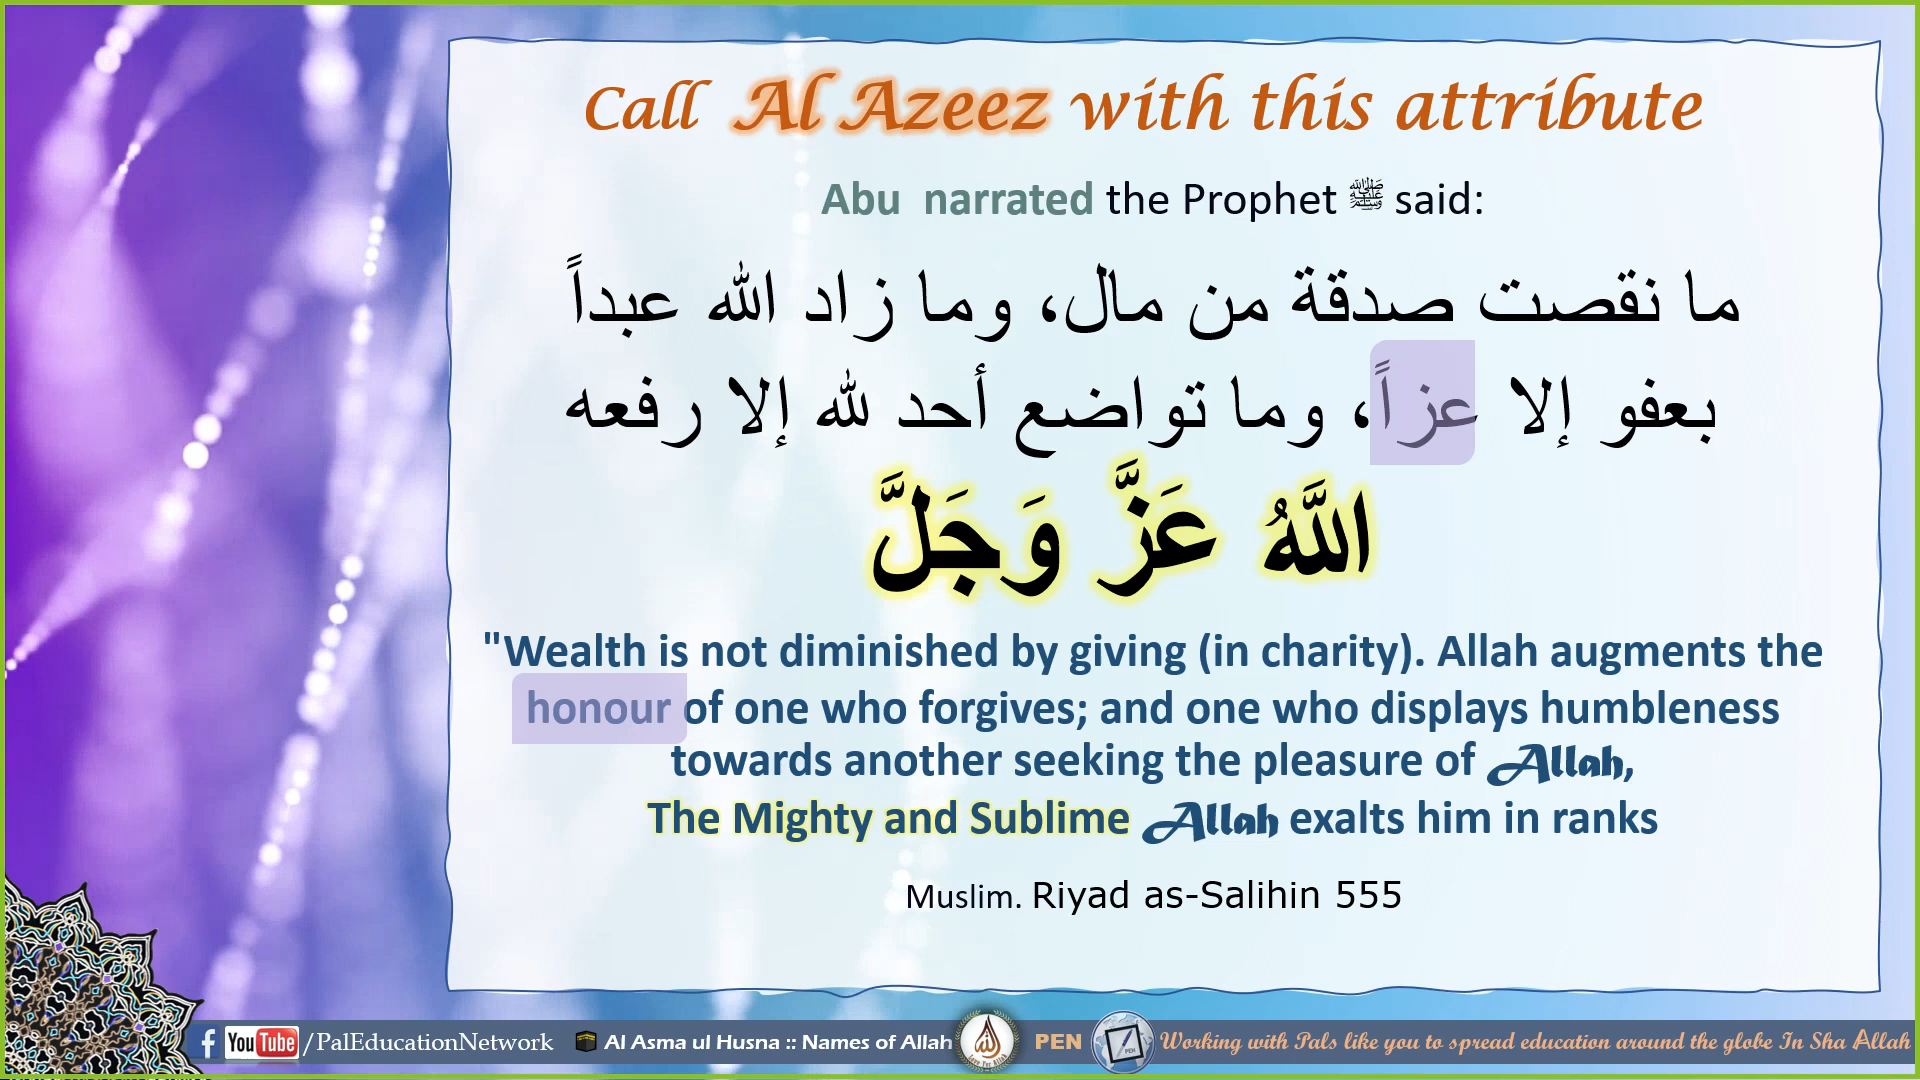 Call Al Azeez with this attribute
Abu narrated the Prophet ﷺ said:
ما نقصت صدقة من مال، وما زاد الله عبداً
بعفو إلا عزاً، وما تواضع أحد لله إلا رفعه
اللَّهُ عَزَّ وَجَلَّ
"Wealth is not diminished by giving (in charity). Allah augments the
honour of one who forgives; and one who displays humbleness
towards another seeking the pleasure of Allah,
The Mighty and Sublime Allah exalts him in ranks
Muslim. Riyad as-Salihin 555
f YouTube /PalEducationNetwork Al Asma ul Husna :: Names of Allah PEN Working with Pals like you to spread education around the globe In Sha Allah